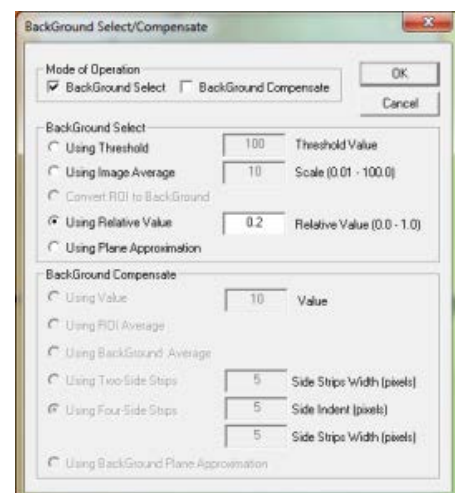 BackGround Select/Compensate
Mode of Operation
BackGround Select BackGround Compensate
OK
Cancel
BackGround Select
Using Threshold 100 Threshold Value
Using Image Average 10 Scale (0.01 - 100.0)
Convert ROI to BackGround
Using Relative Value 0.2 Relative Value (0.0 - 1.0)
Using Plane Approximation
BackGround Compensate
Using Value 10 Value
Using ROI Average
Using BackGround Average
Using Two-Side Strips 5 Side Strips Width (pixels)
Using Four-Side Strips 5 Side Indent (pixels)
5 Side Strips Width (pixels)
Using BackGround Plane Approximation